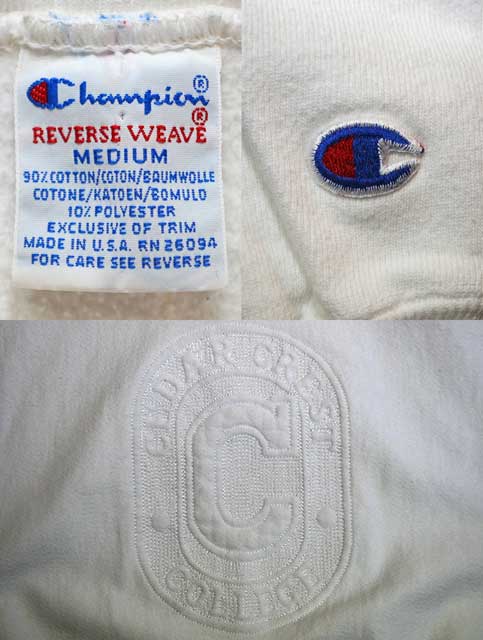 Champion®
REVERSE WEAVE®
MEDIUM
90% COTTON/COTON/BAUMWOLLE
COTONE/KATOEN/BOMULD
10% POLYESTER
EXCLUSIVE OF TRIM
MADE IN U.S.A. RN 26094
FOR CARE SEE REVERSE
C
CEDAR CREST
C
COLLEGE